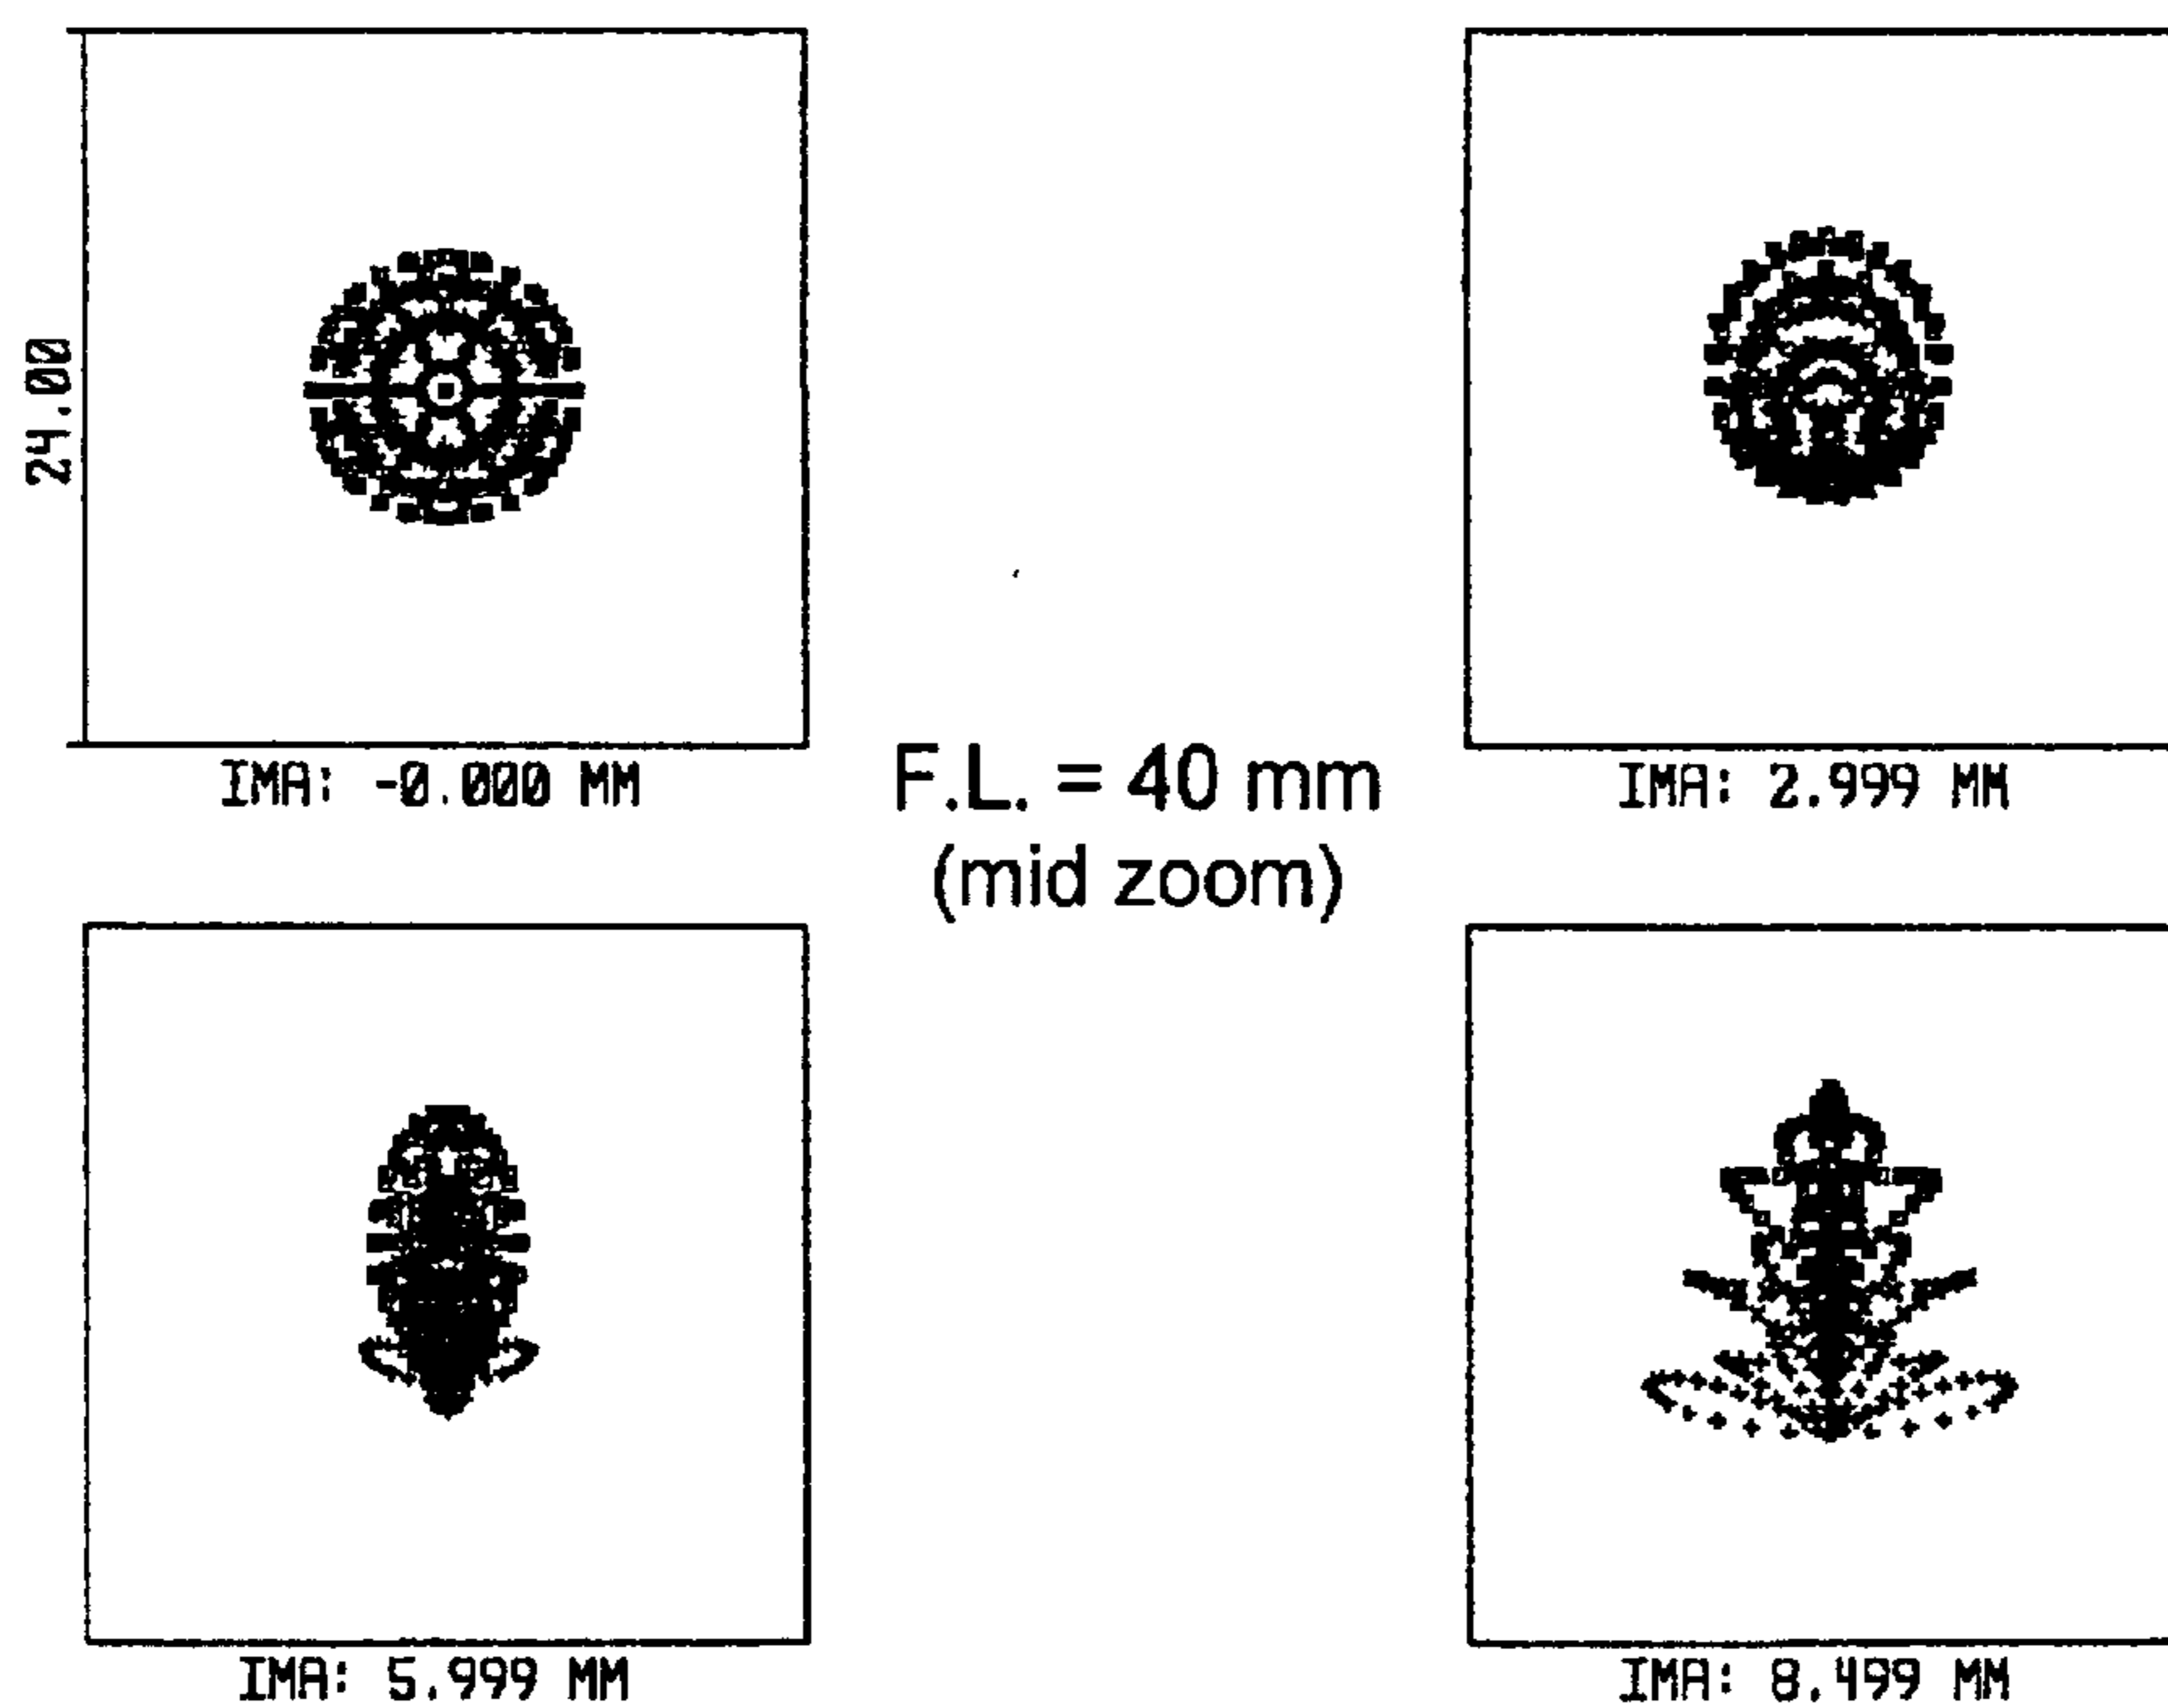 24.00
IMA: -0.000 MM
IMA: 2.999 MM
F.L. = 40 mm
(mid zoom)
IMA: 5.999 MM
IMA: 8.499 MM